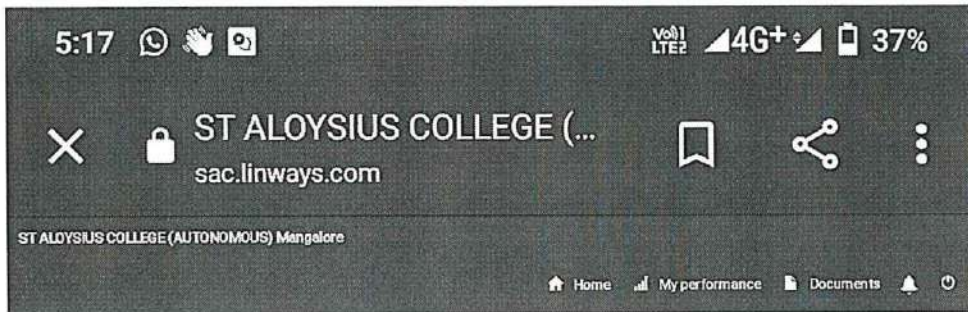 5:17 Vo))1 LTE2 4G+ 37%
ST ALOYSIUS COLLEGE (...
sac.linways.com
ST ALOYSIUS COLLEGE (AUTONOMOUS) Mangalore
Home My performance Documents